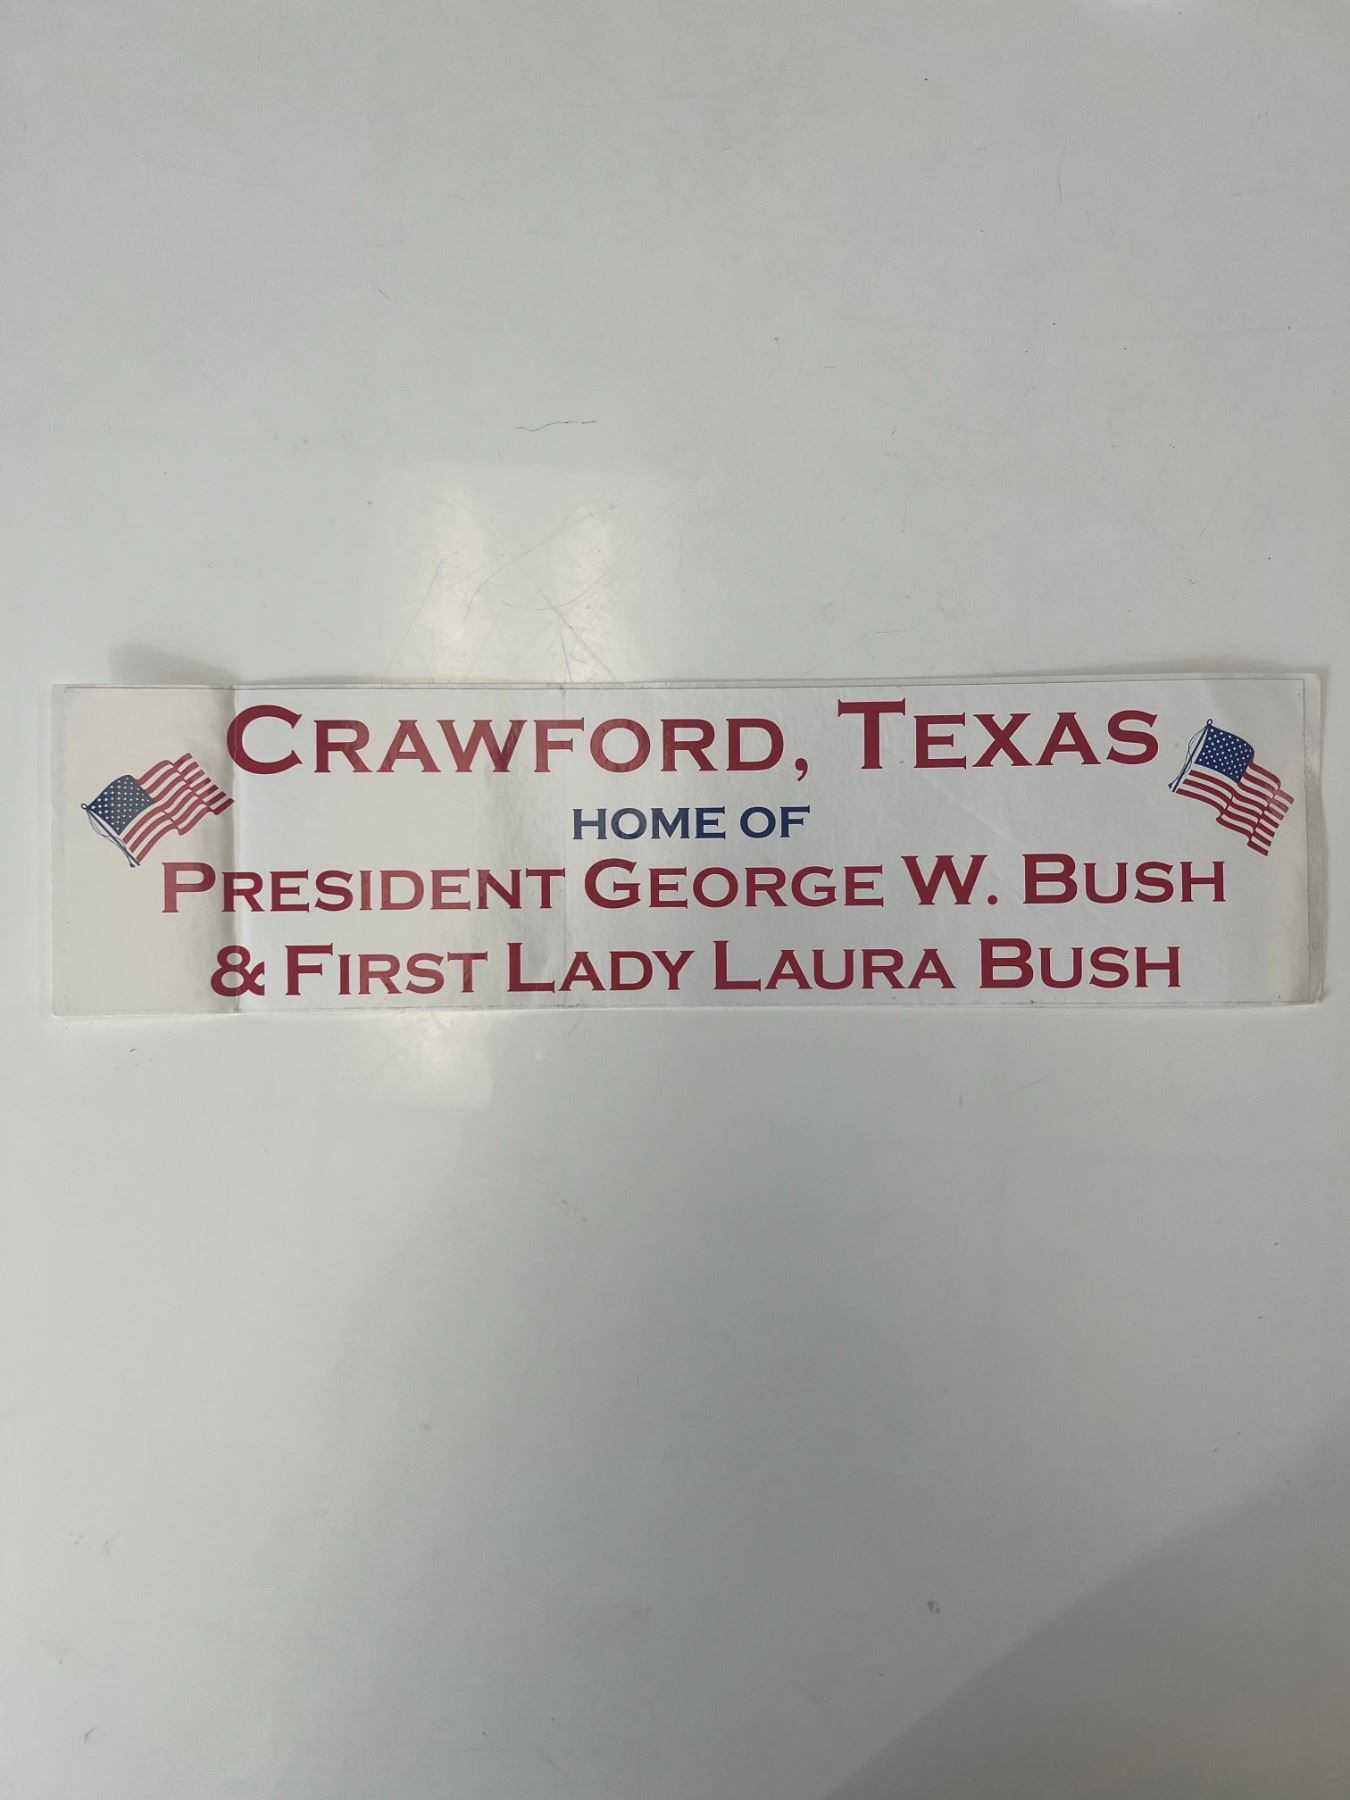 CRAWFORD, TEXAS
HOME OF
PRESIDENT GEORGE W. BUSH
& FIRST LADY LAURA BUSH